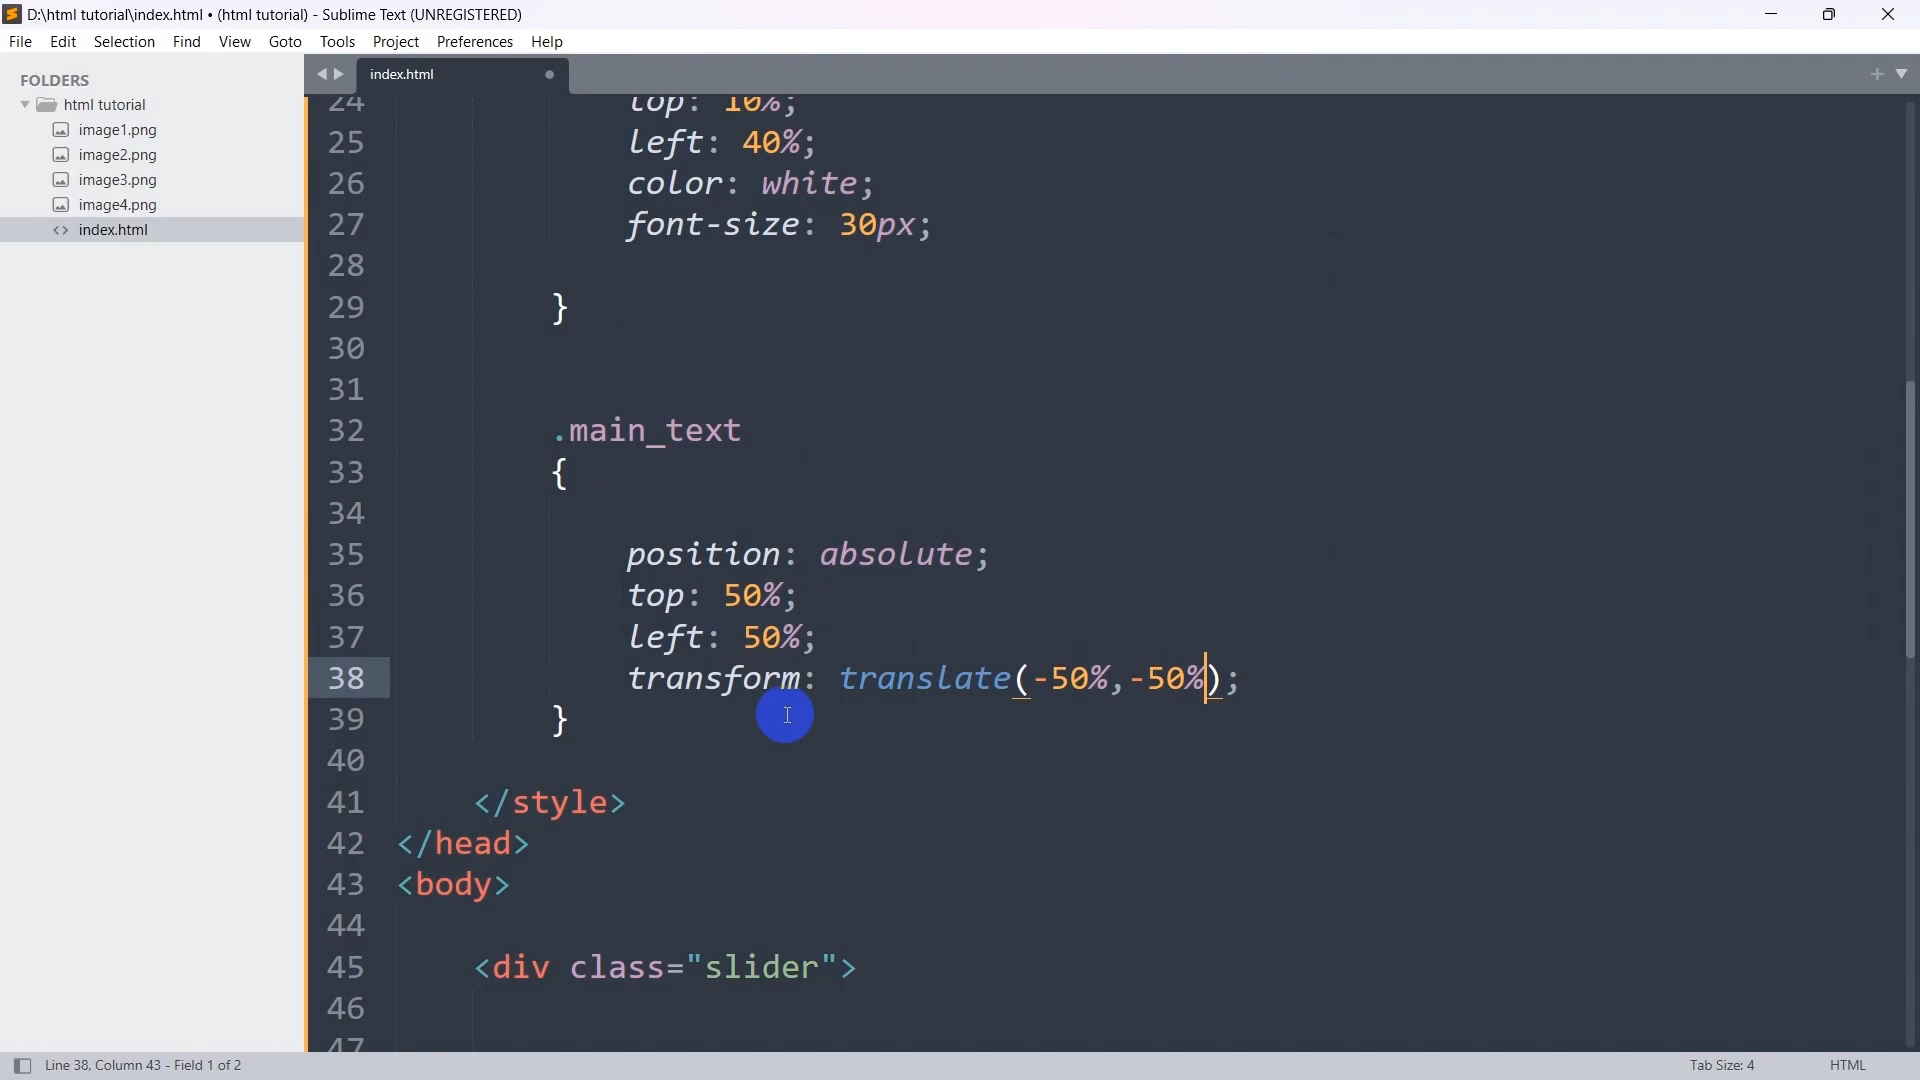 D:\html tutorial\index.html • (html tutorial) - Sublime Text (UNREGISTERED)
File Edit Selection Find View Goto Tools Project Preferences Help
FOLDERS
html tutorial
image1.png
image2.png
image3.png
image4.png
<> index.html
index.html
24 top: 10%;
25 left: 40%;
26 color: white;
27 font-size: 30px;
28
29 }
30
31
32 .main_text
33 {
34
35 position: absolute;
36 top: 50%;
37 left: 50%;
38 transform: translate(-50%,-50%);
39 }
40
41 </style>
42 </head>
43 <body>
44
45 <div class="slider">
46
47
Line 38, Column 43 - Field 1 of 2 Tab Size: 4 HTML